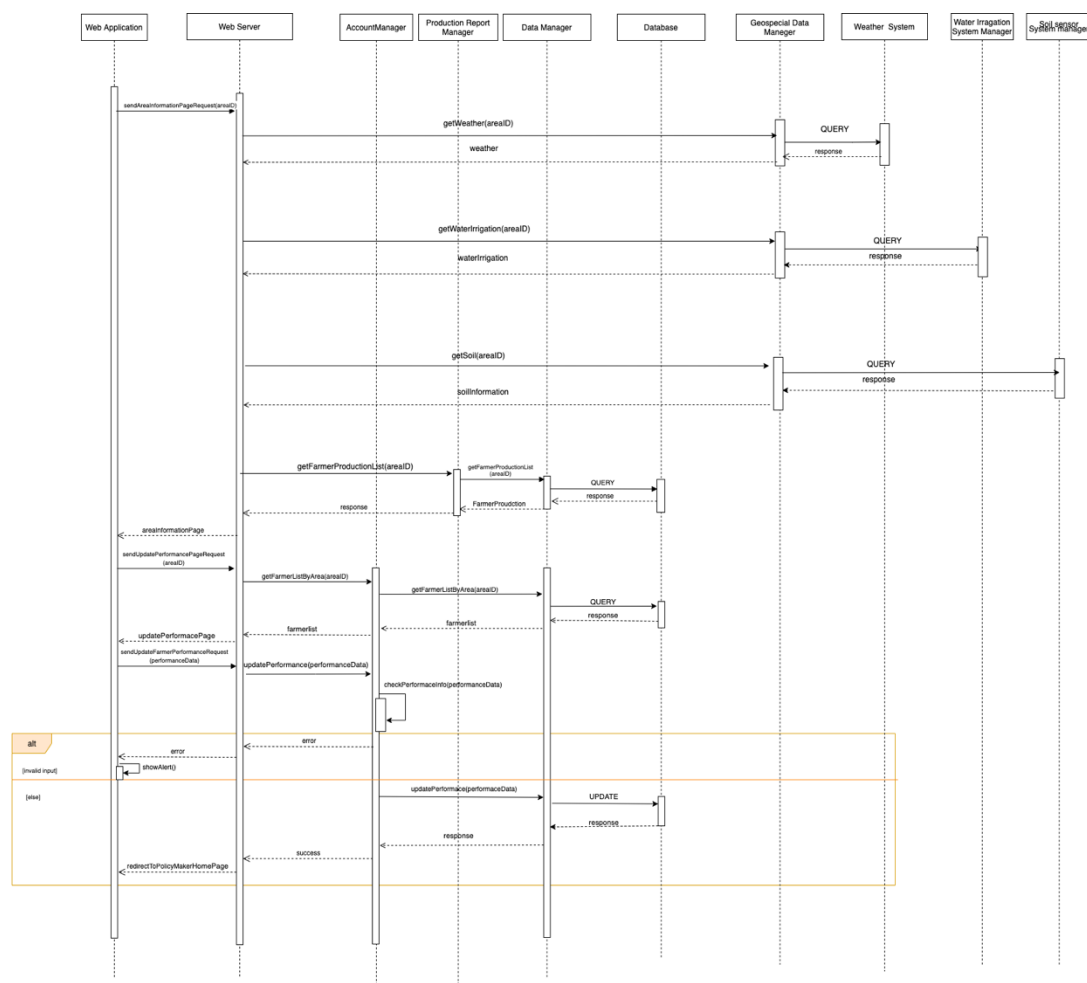 Web Application
Web Server
AccountManager
Production Report
Manager
Data Manager
Database
Geospecial Data
Maneger
Weather System
Water Irragation
System Manager
Soil sensor
System manager
sendAreaInformationPageRequest(areaID)
getWeather(areaID)
QUERY
weather
response
getWaterIrrigation(areaID)
QUERY
waterIrrigation
response
getSoil(areaID)
QUERY
response
soilInformation
getFarmerProductionList(areaID)
getFarmerProductionList
(areaID)
QUERY
response
FarmerProudction
response
areaInformationPage
sendUpdatePerformancePageRequest
(areaID)
getFarmerListByArea(areaID)
getFarmerListByArea(areaID)
QUERY
response
farmerlist
farmerlist
updatePerformacePage
sendUpdateFarmerPerformanceRequest
(performanceData)
updatePerformance(performanceData)
checkPerformaceInfo(performanceData)
alt
error
error
[invalid input]
showAlert()
[else]
updatePerformace(performaceData)
UPDATE
response
response
success
redirectToPolicyMakerHomePage